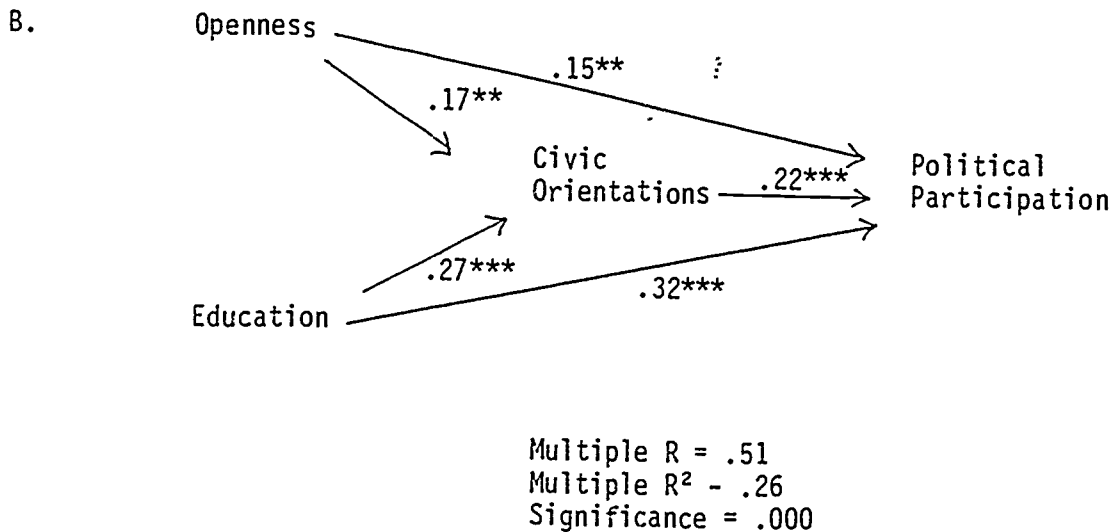 B.
Openness
.15**
.17**
Civic
Orientations
.22***
Political
Participation
.27***
.32***
Education
Multiple R = .51
Multiple R² - .26
Significance = .000